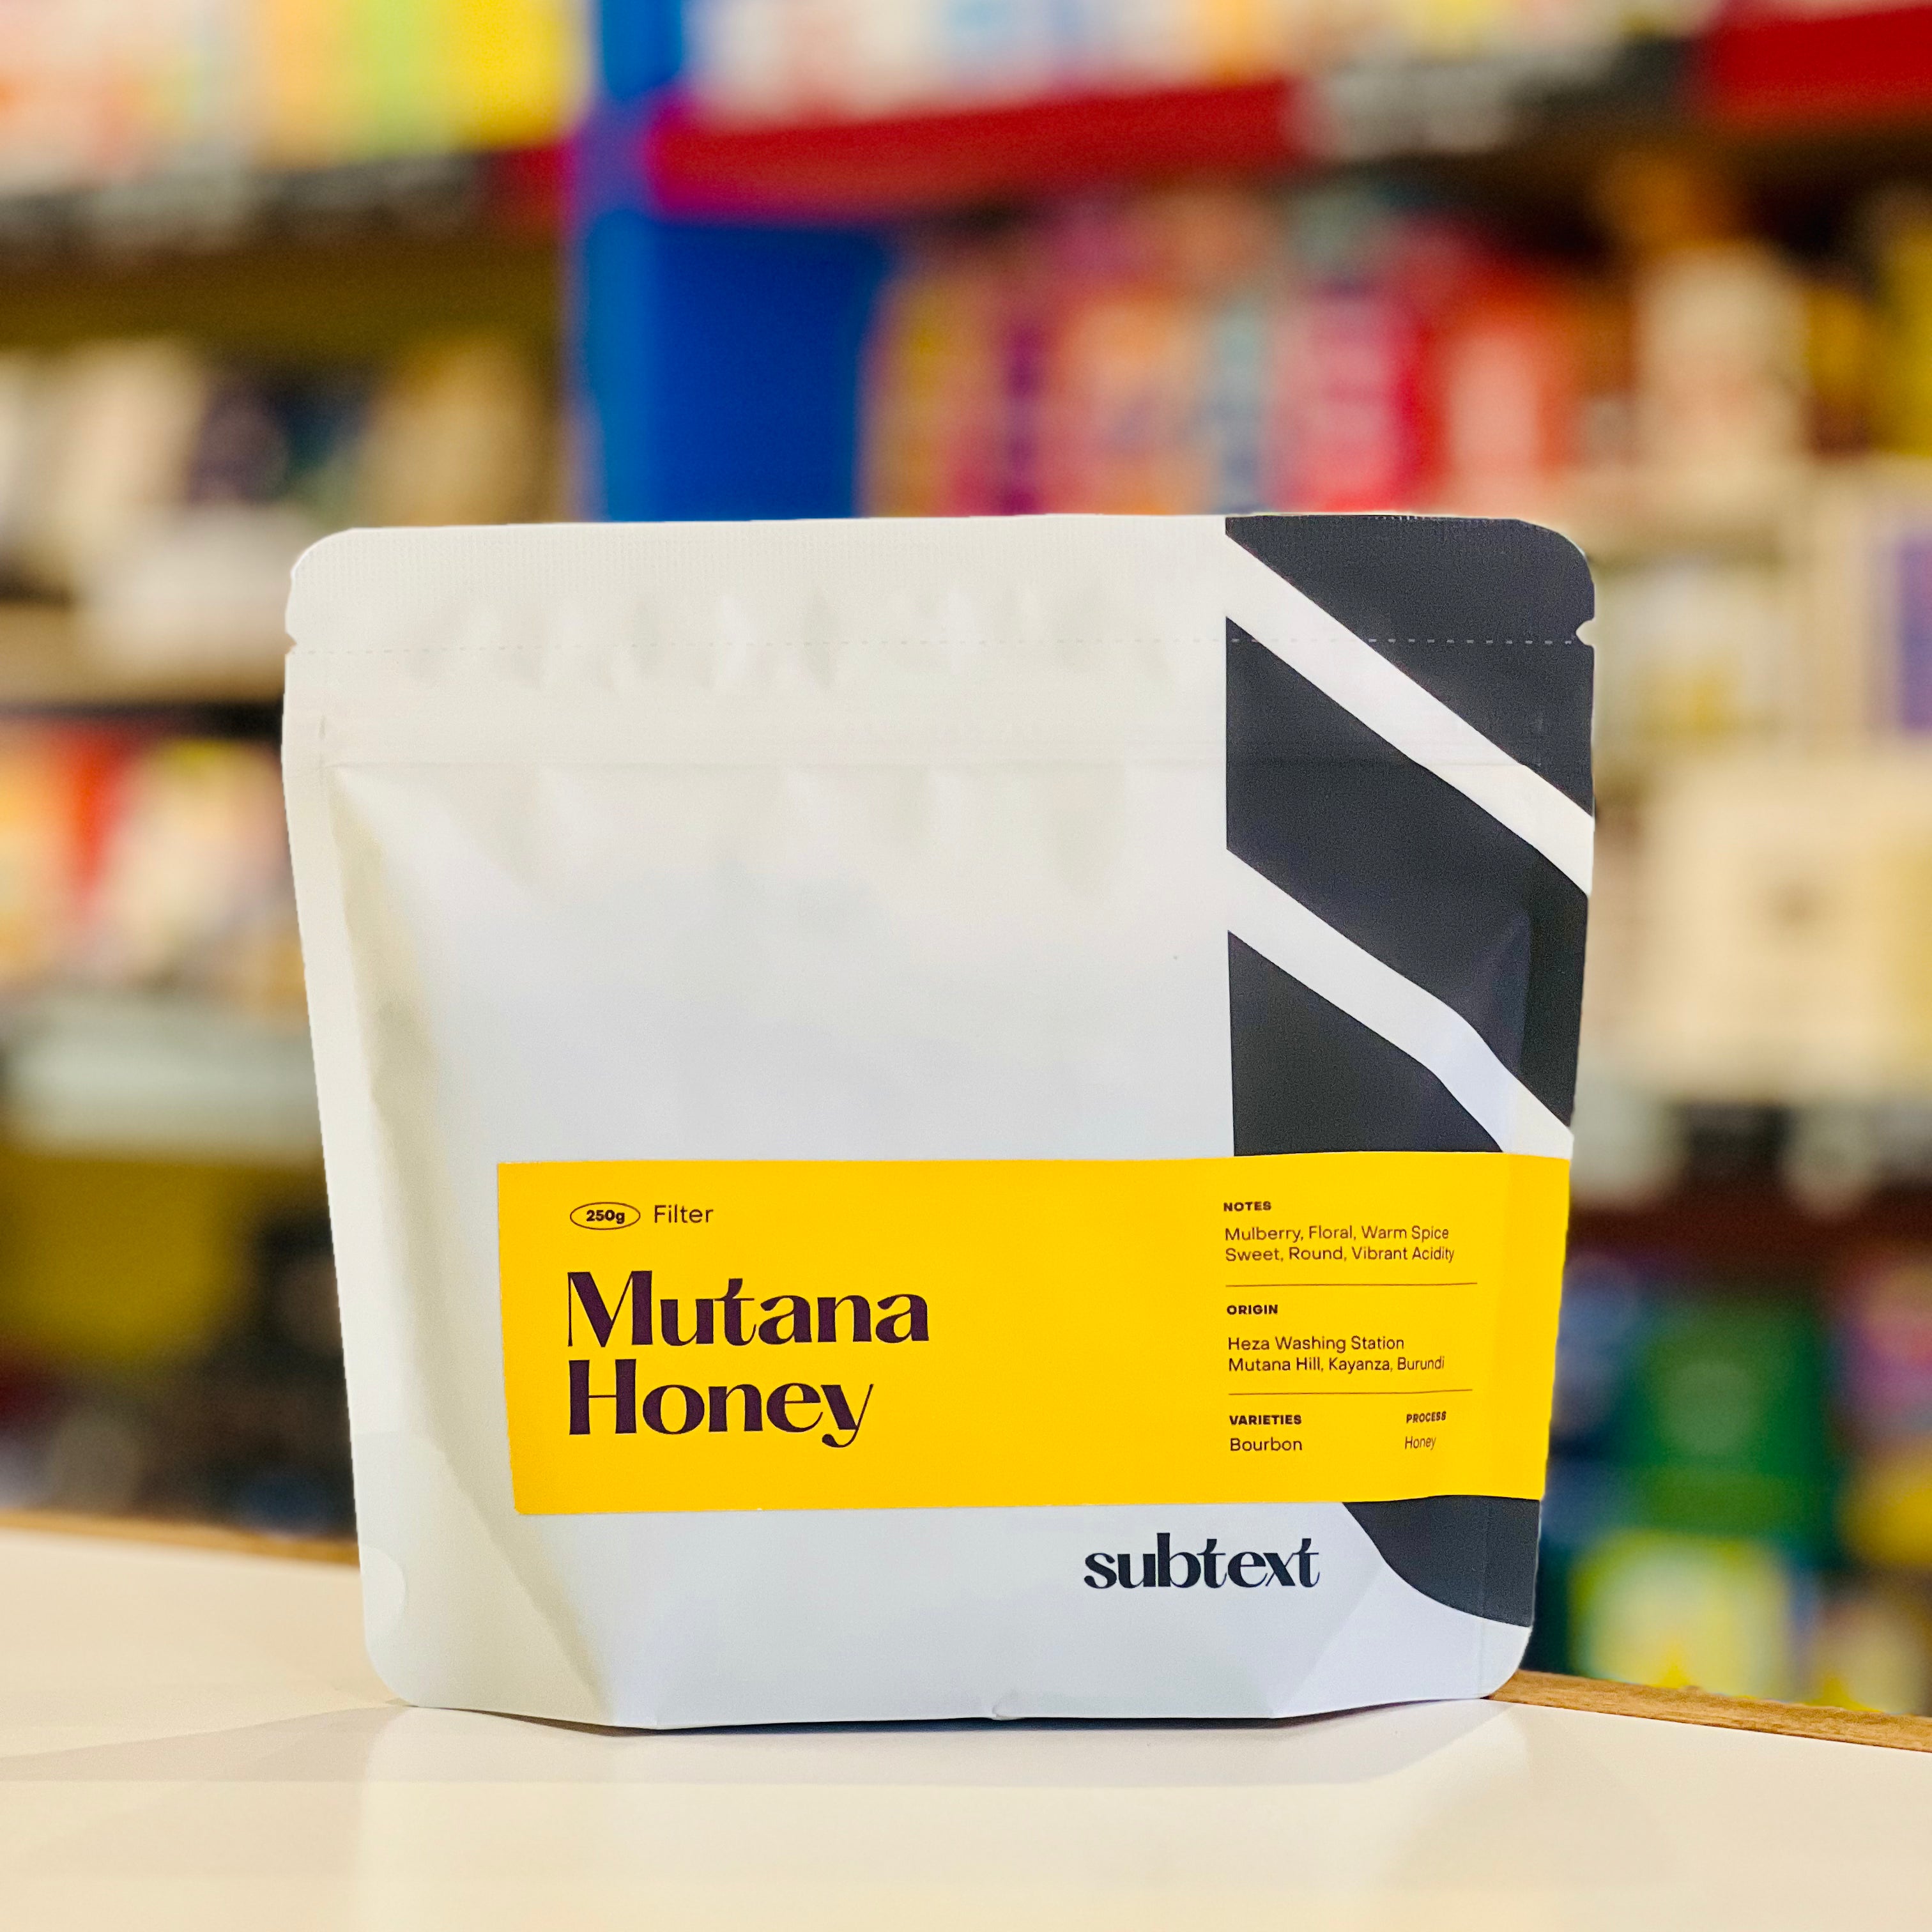 250g Filter
Mutana
Honey
NOTES
Mulberry, Floral, Warm Spice
Sweet, Round, Vibrant Acidity
ORIGIN
Heza Washing Station
Mutana Hill, Kayanza, Burundi
VARIETIES PROCESS
Bourbon Honey
subtext